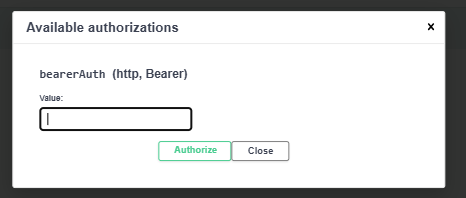 Available authorizations ×
bearerAuth (http, Bearer)
Value:
Authorize Close